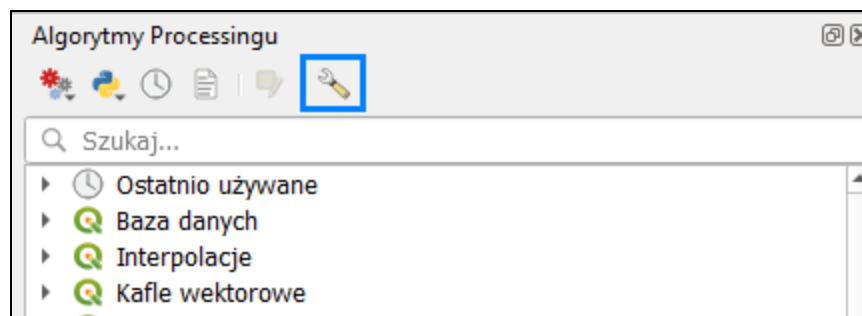 Algorytmy Processingu
Szukaj...
Ostatnio używane
Baza danych
Interpolacje
Kafle wektorowe